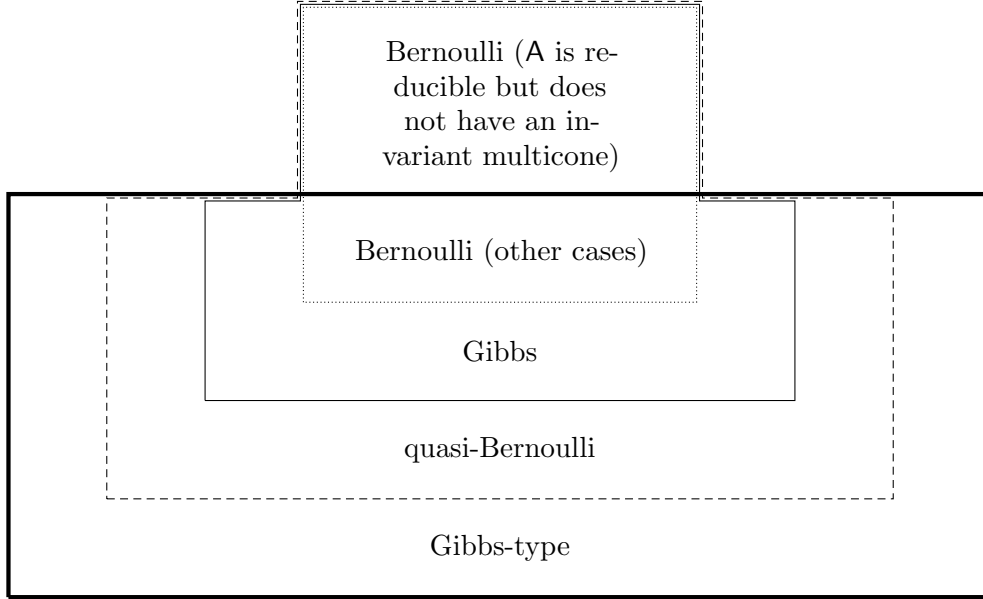 Bernoulli (A is re-
ducible but does
not have an in-
variant multicone)
Bernoulli (other cases)
Gibbs
quasi-Bernoulli
Gibbs-type